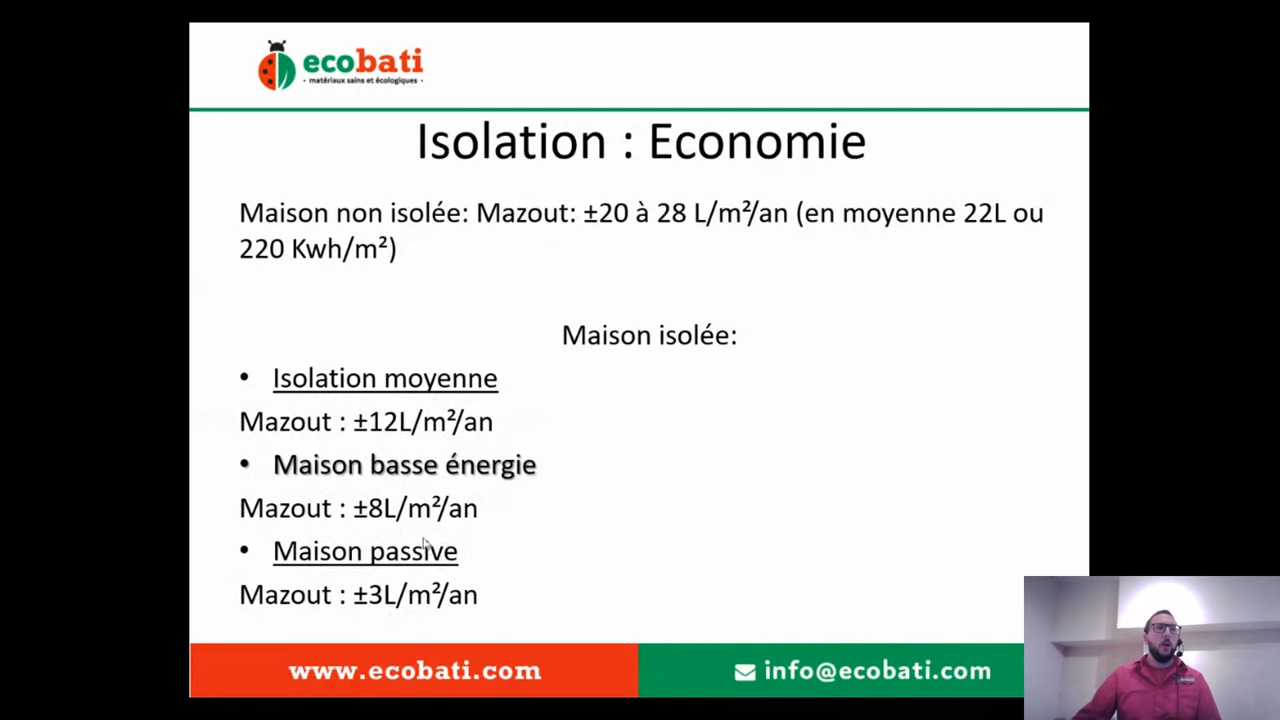 ecobati
· matériaux sains et écologiques ·
Isolation : Economie
Maison non isolée: Mazout: ±20 à 28 L/m²/an (en moyenne 22L ou
220 Kwh/m²)
Maison isolée:
• Isolation moyenne
Mazout : ±12L/m²/an
• Maison basse énergie
Mazout : ±8L/m²/an
• Maison passive
Mazout : ±3L/m²/an
www.ecobati.com
info@ecobati.com